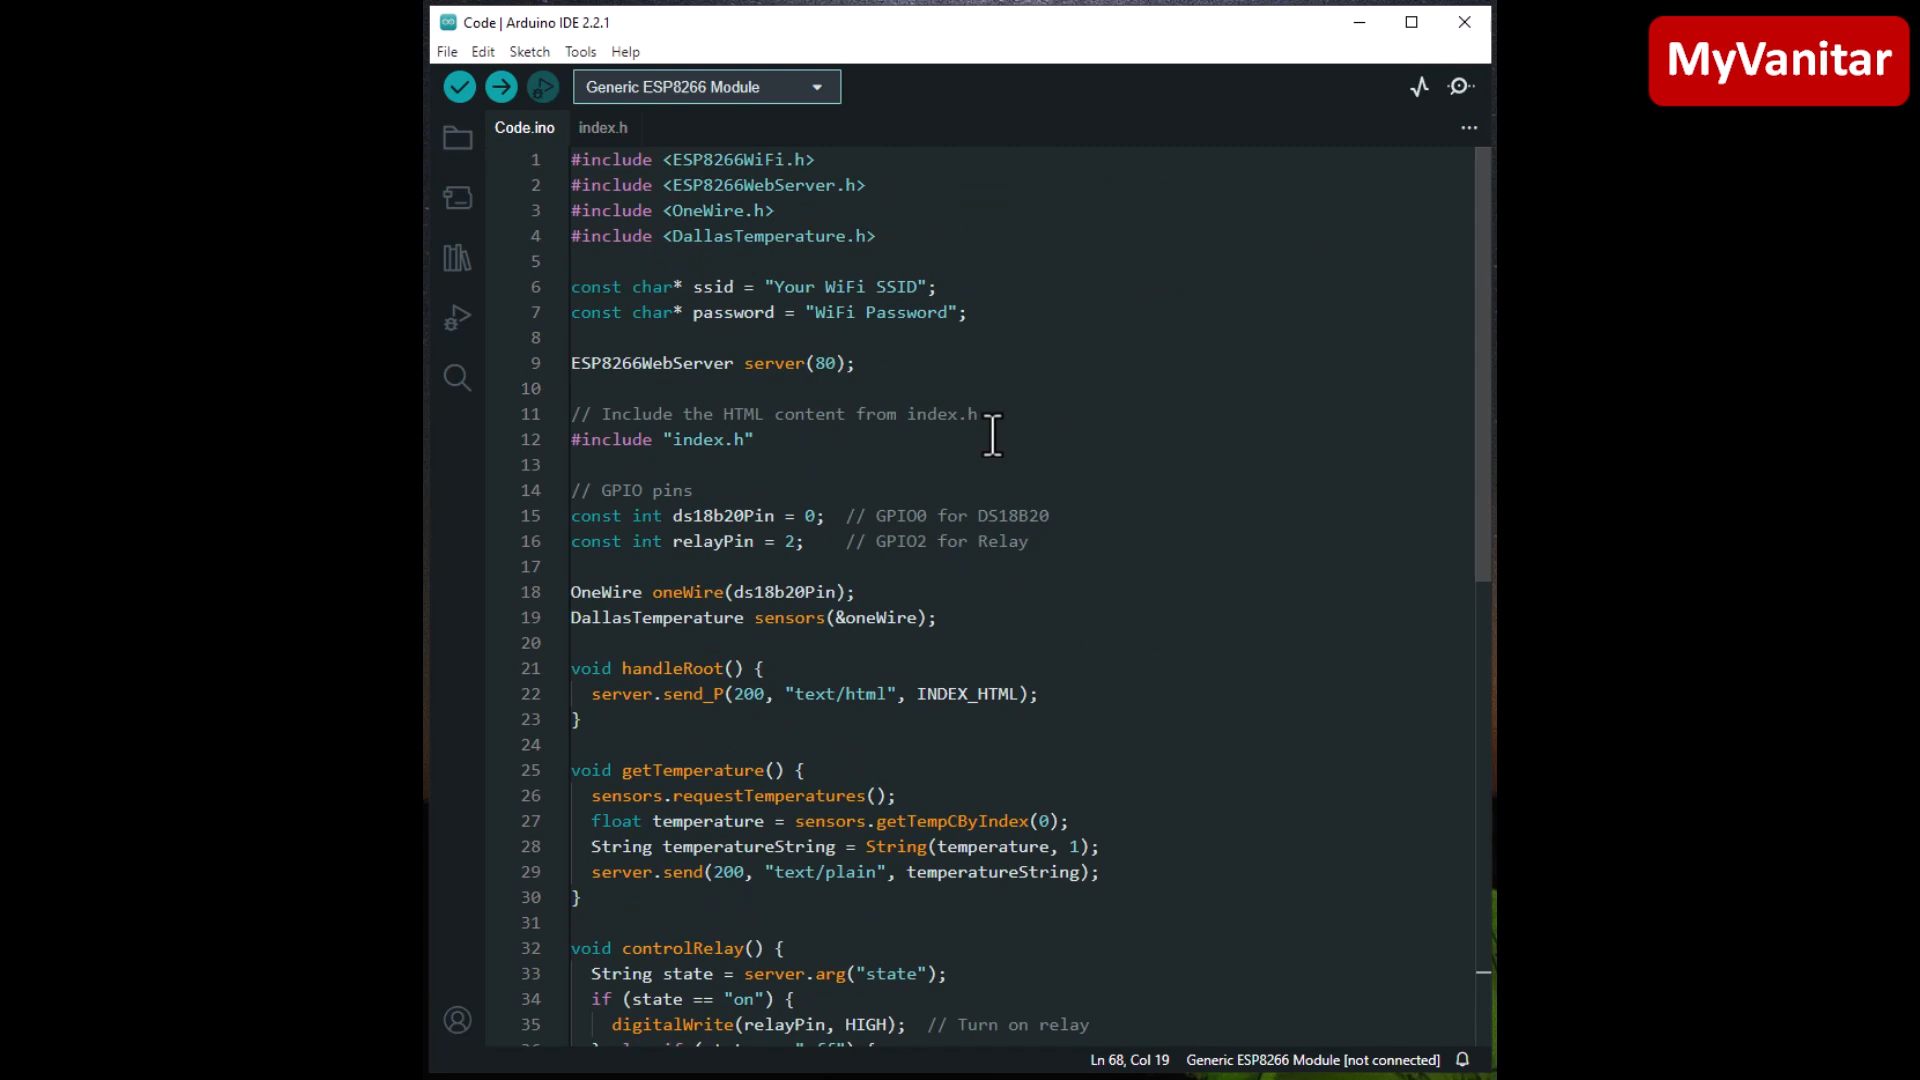 Code | Arduino IDE 2.2.1
MyVanitar
File Edit Sketch Tools Help
Generic ESP8266 Module
Code.ino index.h
1 #include <ESP8266WiFi.h>
2 #include <ESP8266WebServer.h>
3 #include <OneWire.h>
4 #include <DallasTemperature.h>
5
6 const char* ssid = "Your WiFi SSID";
7 const char* password = "WiFi Password";
8
9 ESP8266WebServer server(80);
10
11 // Include the HTML content from index.h
12 #include "index.h"
13
14 // GPIO pins
15 const int ds18b20Pin = 0;  // GPIO0 for DS18B20
16 const int relayPin = 2;    // GPIO2 for Relay
17
18 OneWire oneWire(ds18b20Pin);
19 DallasTemperature sensors(&oneWire);
20
21 void handleRoot() {
22   server.send_P(200, "text/html", INDEX_HTML);
23 }
24
25 void getTemperature() {
26   sensors.requestTemperatures();
27   float temperature = sensors.getTempCByIndex(0);
28   String temperatureString = String(temperature, 1);
29   server.send(200, "text/plain", temperatureString);
30 }
31
32 void controlRelay() {
33   String state = server.arg("state");
34   if (state == "on") {
35     digitalWrite(relayPin, HIGH);  // Turn on relay
Ln 68, Col 19 Generic ESP8266 Module [not connected]